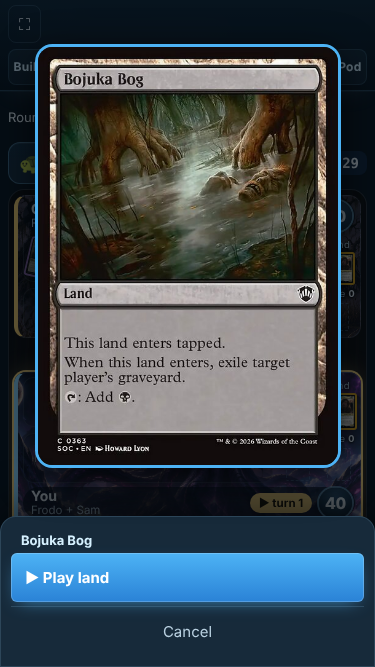 Buil
Pod
Roun
29
Bojuka Bog
Land
This land enters tapped.
When this land enters, exile target
player's graveyard.
: Add .
C 0363
SOC • EN Howard Lyon
™ & © 2026 Wizards of the Coast
You
Frodo + Sam
turn 1
40
Bojuka Bog
Play land
Cancel